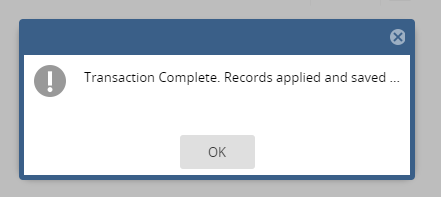 Transaction Complete. Records applied and saved ...
OK